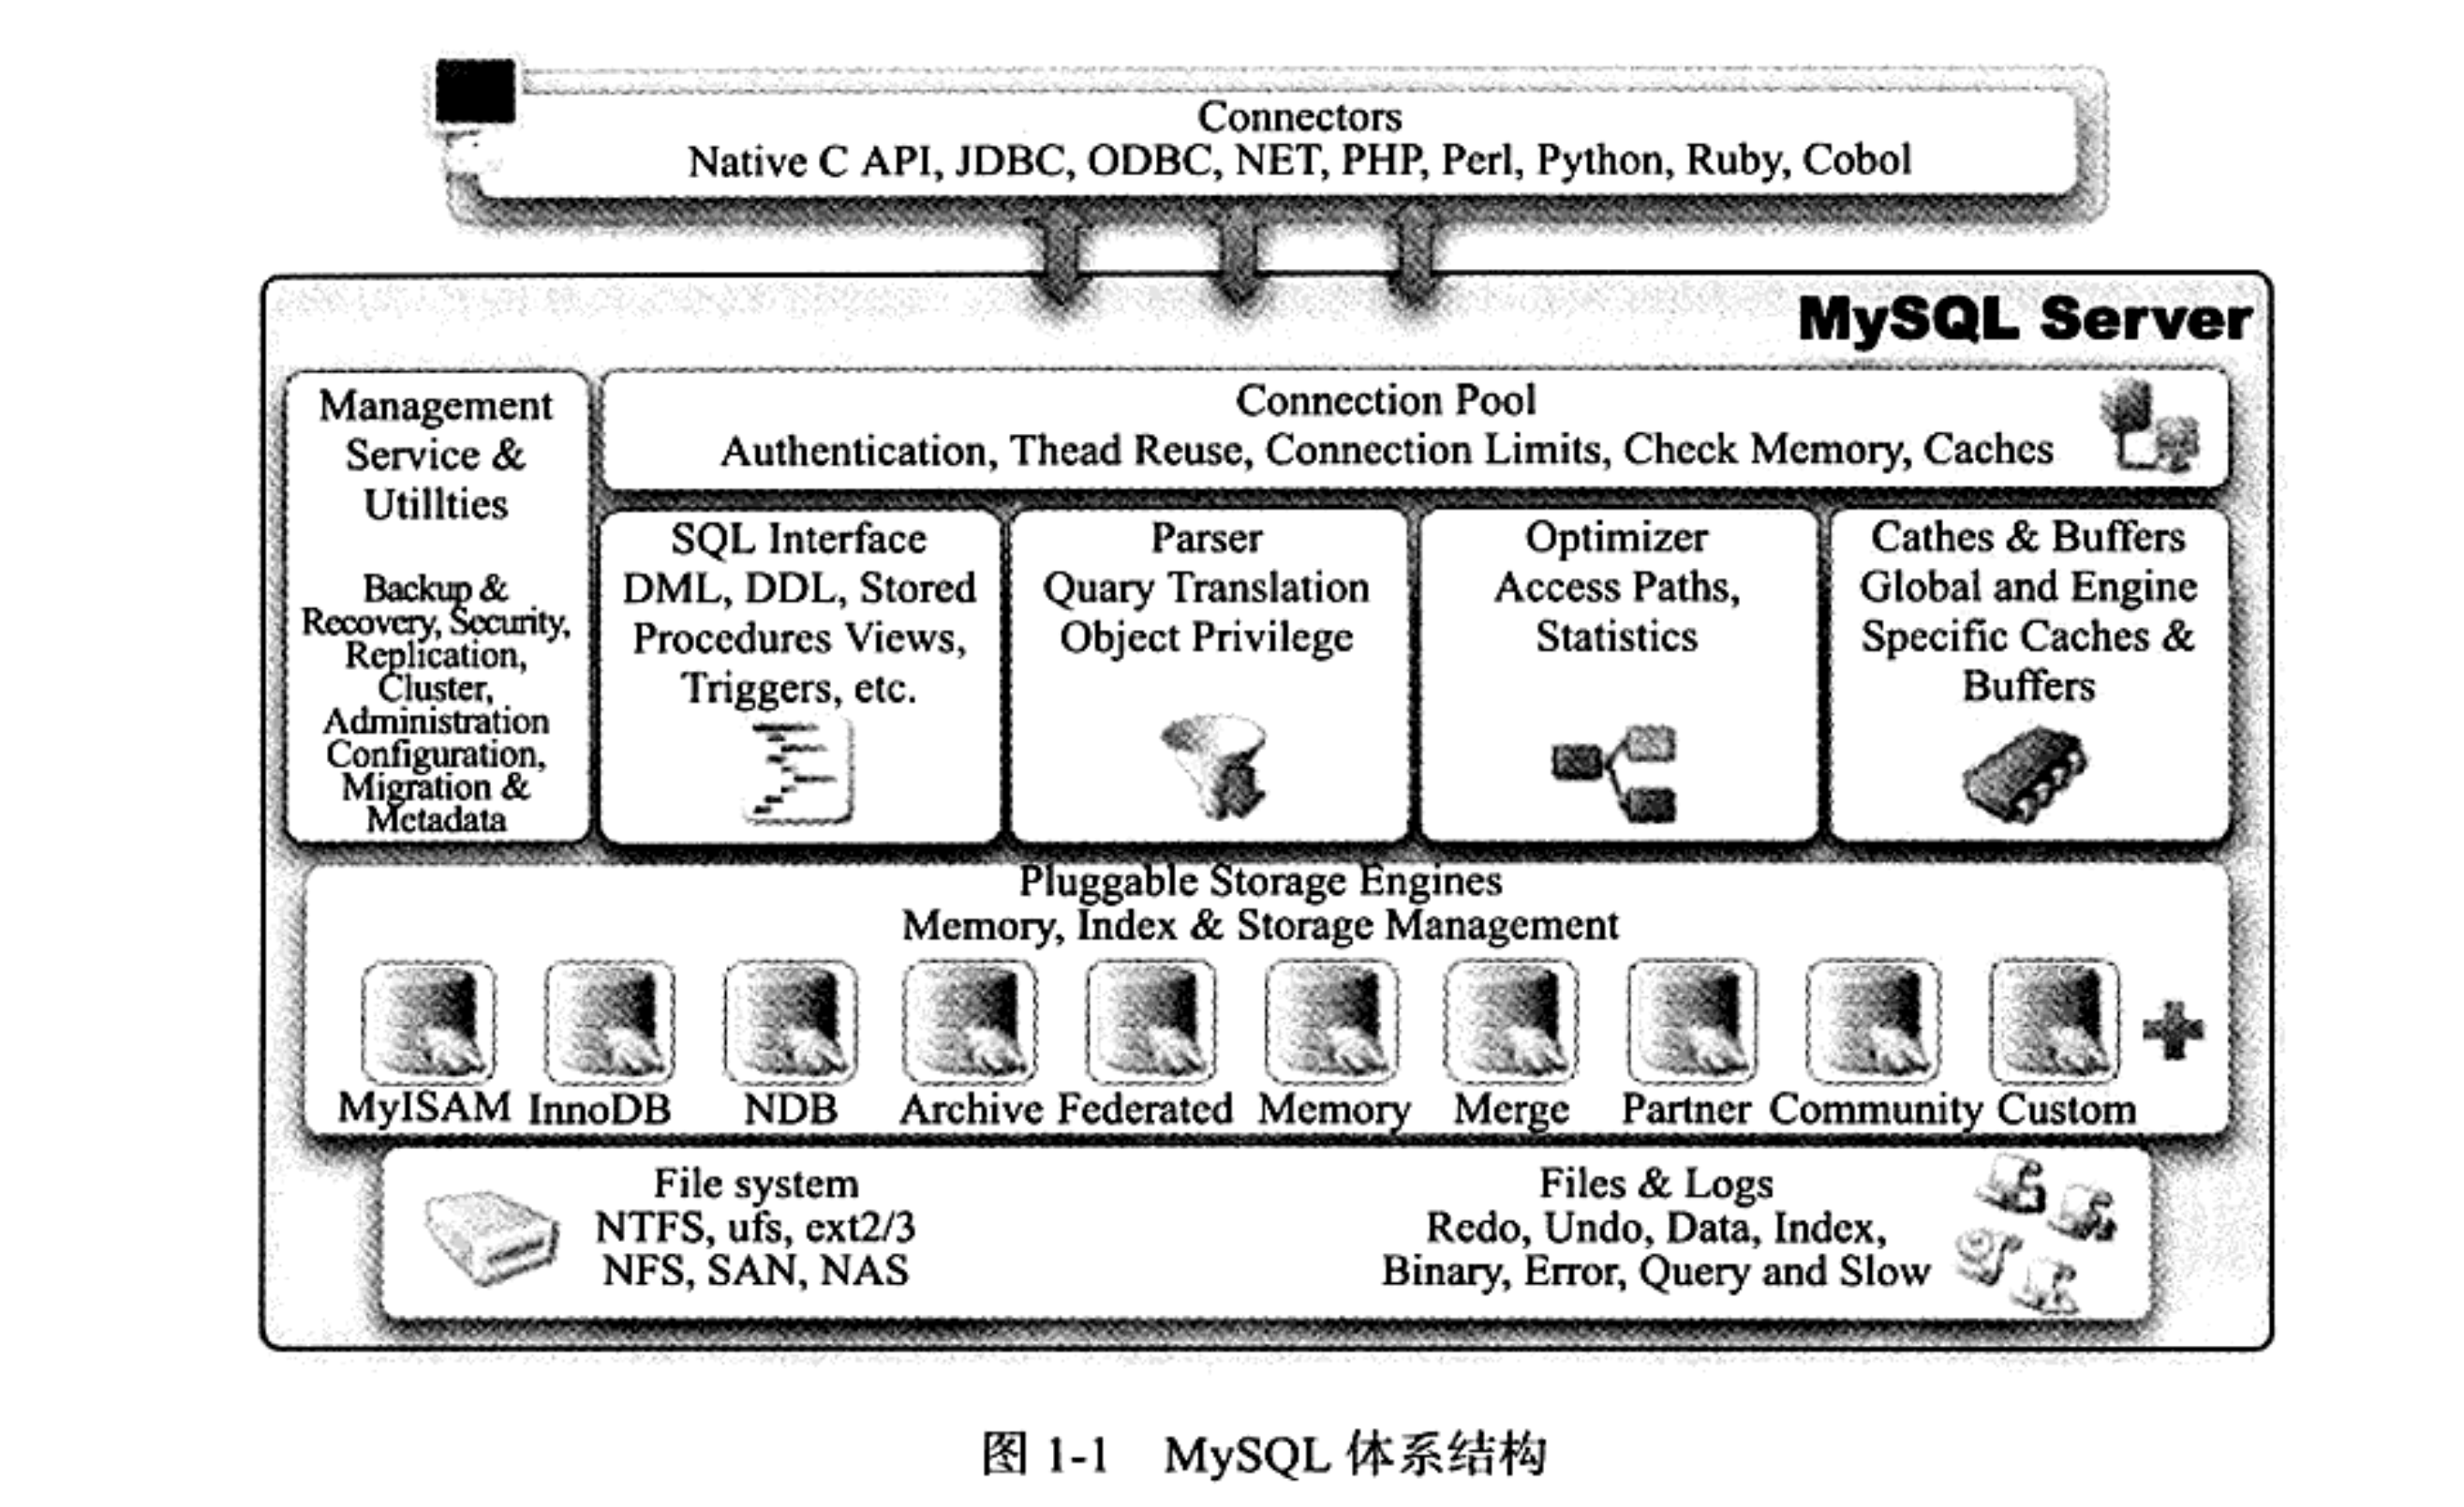 Connectors
Native C API, JDBC, ODBC, NET, PHP, Perl, Python, Ruby, Cobol
MySQL Server
Management
Service &
Utillties
Backup &
Recovery, Security,
Replication,
Cluster,
Administration
Configuration,
Migration &
Metadata
Connection Pool
Authentication, Thead Reuse, Connection Limits, Check Memory, Caches
SQL Interface
DML, DDL, Stored
Procedures Views,
Triggers, etc.
Parser
Quary Translation
Object Privilege
Optimizer
Access Paths,
Statistics
Cathes & Buffers
Global and Engine
Specific Caches &
Buffers
Pluggable Storage Engines
Memory, Index & Storage Management
MyISAM InnoDB NDB Archive Federated Memory Merge Partner Community Custom
File system
NTFS, ufs, ext2/3
NFS, SAN, NAS
Files & Logs
Redo, Undo, Data, Index,
Binary, Error, Query and Slow
图 1-1 MySQL 体系结构